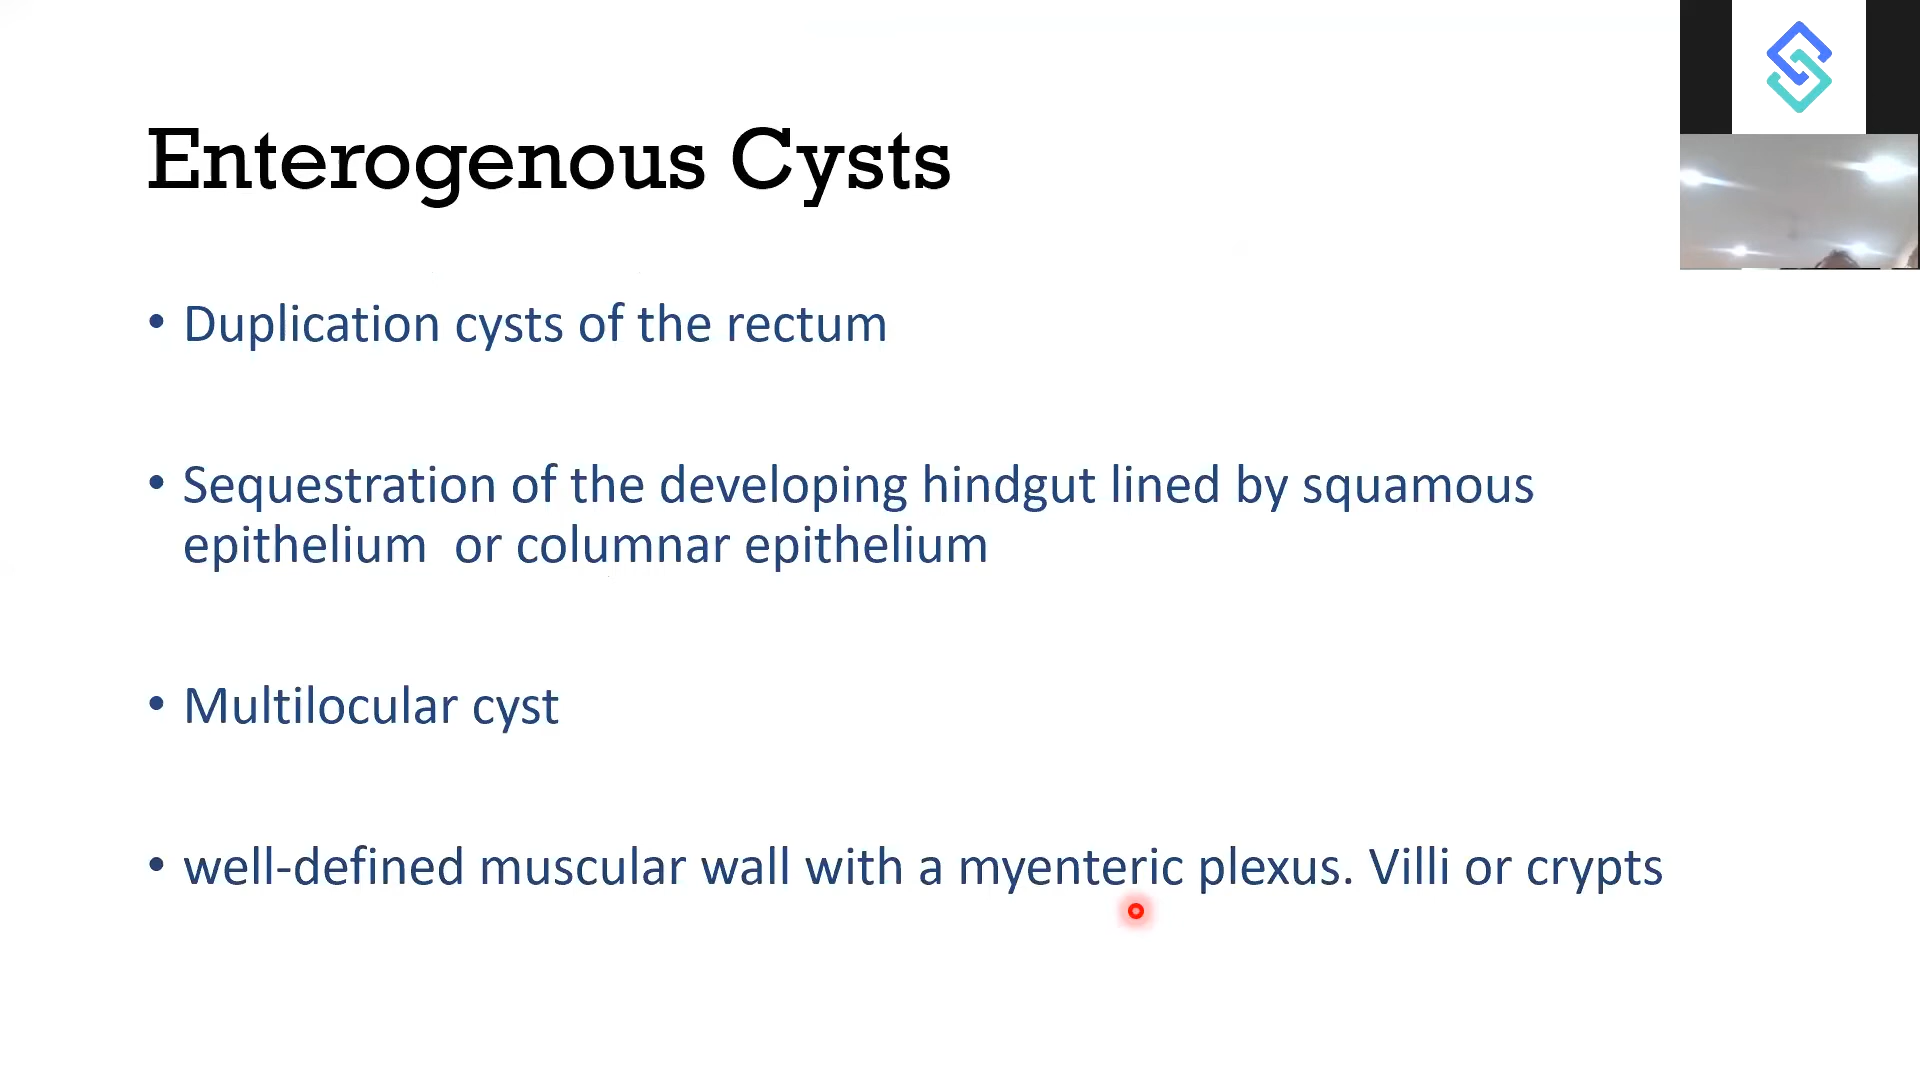 Enterogenous Cysts
• Duplication cysts of the rectum
• Sequestration of the developing hindgut lined by squamous
epithelium  or columnar epithelium
• Multilocular cyst
• well-defined muscular wall with a myenteric plexus. Villi or crypts